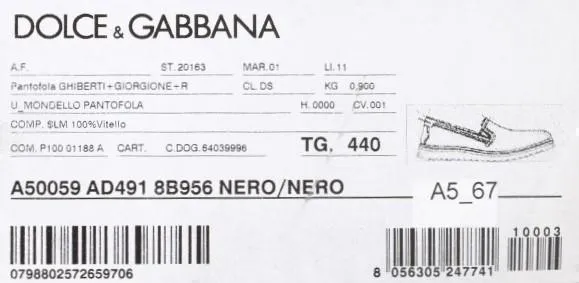 DOLCE & GABBANA
A.F. ST.20163 MAR.01 LI.11
Pantofola GHIBERTI+GIORGIONE+R CL.DS KG 0,900
U_MONDELLO PANTOFOLA H.0000 CV.001
COMP. SLM 100%Vitello
COM. P100 01188 A CART. C.DOG.64039996 TG. 440
A50059 AD491 8B956 NERO/NERO A5_67
10003
0798802572659706 8 056305 247741